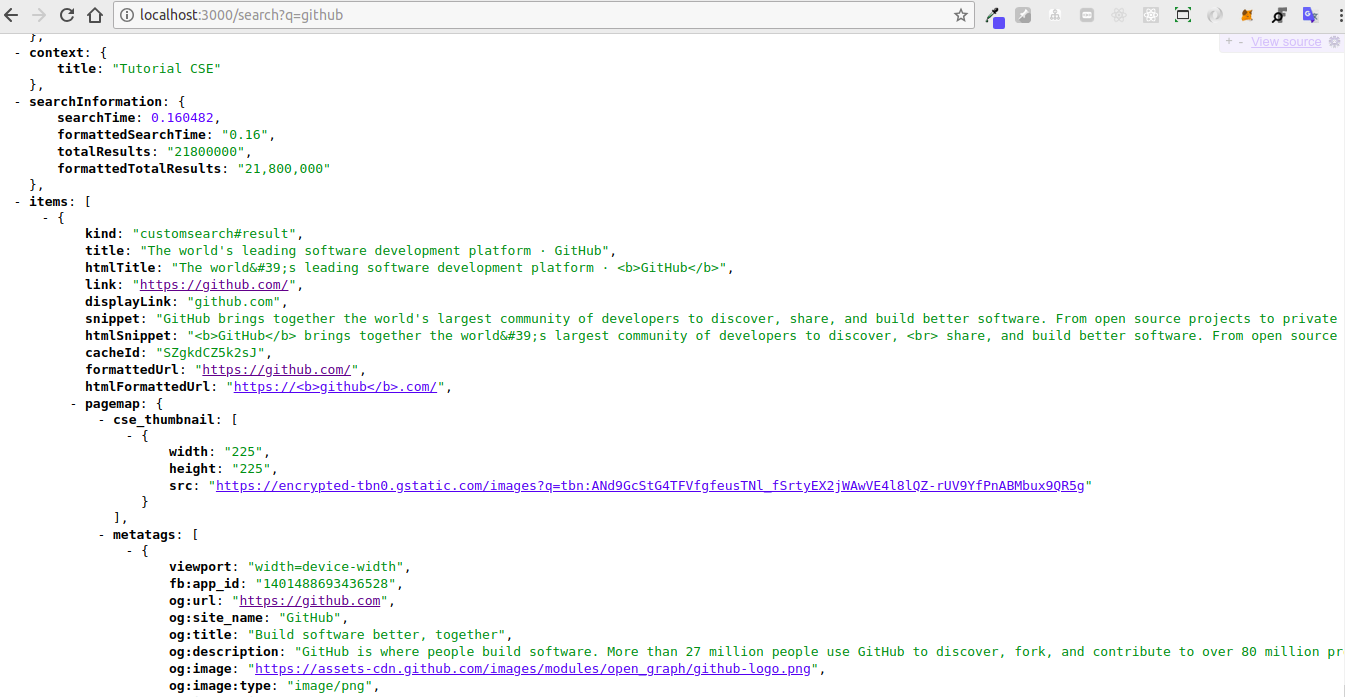 localhost:3000/search?q=github
},
+ - View source
- context: {
title: "Tutorial CSE"
},
- searchInformation: {
searchTime: 0.160482,
formattedSearchTime: "0.16",
totalResults: "21800000",
formattedTotalResults: "21,800,000"
},
- items: [
- {
kind: "customsearch#result",
title: "The world's leading software development platform · GitHub",
htmlTitle: "The world&#39;s leading software development platform · <b>GitHub</b>",
link: "https://github.com/",
displayLink: "github.com",
snippet: "GitHub brings together the world's largest community of developers to discover, share, and build better software. From open source projects to private
htmlSnippet: "<b>GitHub</b> brings together the world&#39;s largest community of developers to discover, <br> share, and build better software. From open source
cacheId: "SZgkdCZ5k2sJ",
formattedUrl: "https://github.com/",
htmlFormattedUrl: "https://<b>github</b>.com/",
- pagemap: {
- cse_thumbnail: [
- {
width: "225",
height: "225",
src: "https://encrypted-tbn0.gstatic.com/images?q=tbn:ANd9GcStG4TFVfgfeusTNl_fSrtyEX2jWAwVE4l8lQZ-rUV9YfPnABMbux9QR5g"
}
],
- metatags: [
- {
viewport: "width=device-width",
fb:app_id: "1401488693436528",
og:url: "https://github.com",
og:site_name: "GitHub",
og:title: "Build software better, together",
og:description: "GitHub is where people build software. More than 27 million people use GitHub to discover, fork, and contribute to over 80 million pr
og:image: "https://assets-cdn.github.com/images/modules/open_graph/github-logo.png",
og:image:type: "image/png",